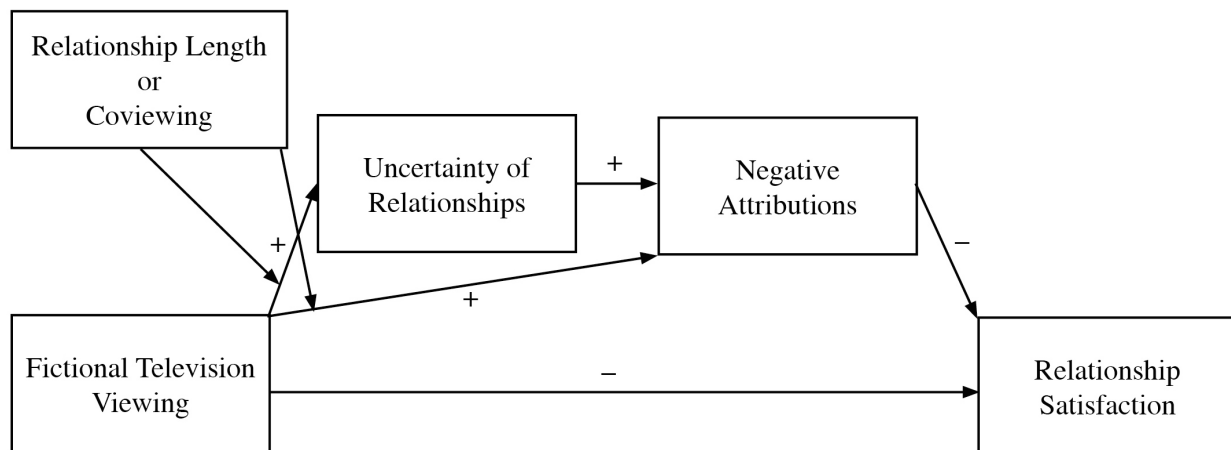 Relationship Length
or
Coviewing
Uncertainty of
Relationships
+
Negative
Attributions
+
–
+
Fictional Television
Viewing
–
Relationship
Satisfaction